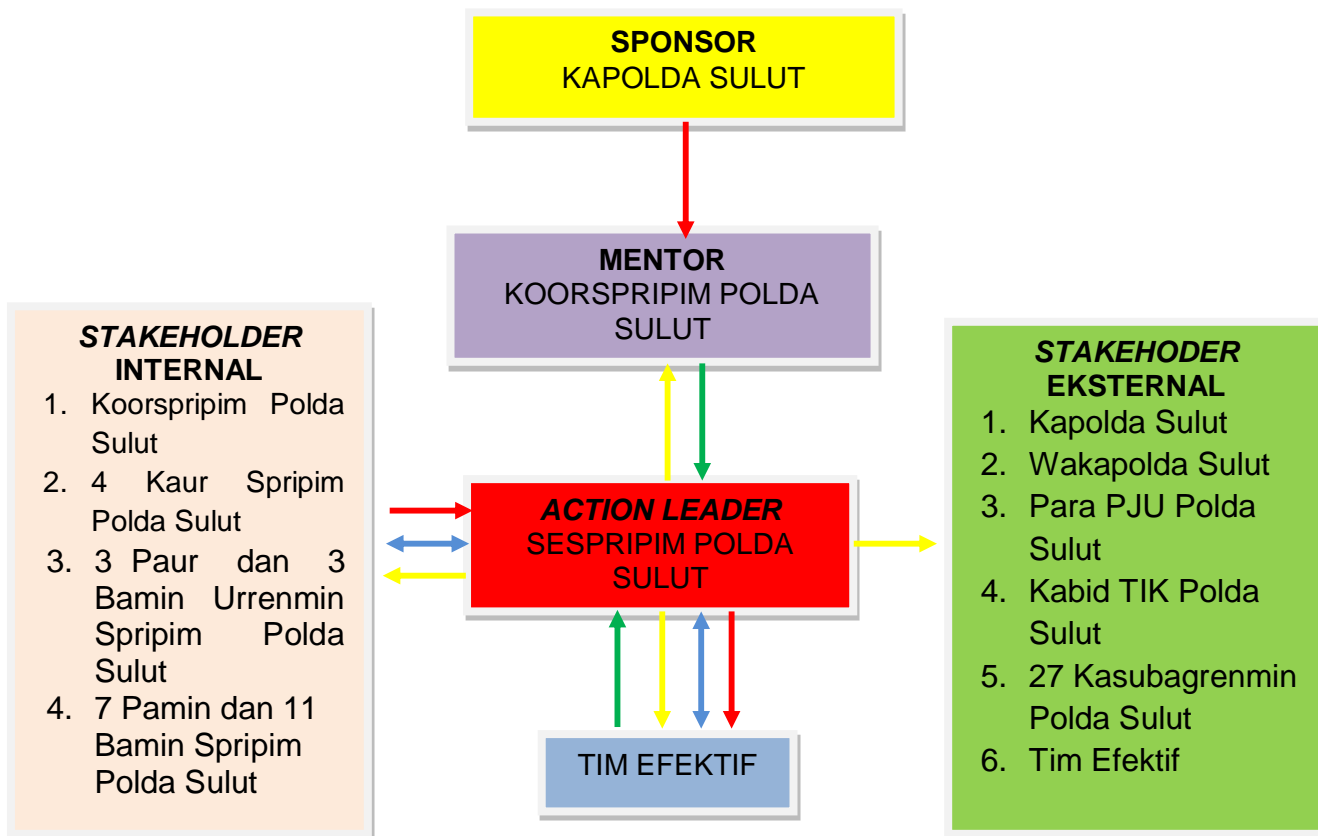 SPONSOR
KAPOLDA SULUT
MENTOR
KOORSPRIPIM POLDA
SULUT
STAKEHOLDER
INTERNAL
1. Koorspripim Polda
Sulut
2. 4 Kaur Spripim
Polda Sulut
3. 3 Paur dan 3
Bamin Urrenmin
Spripim Polda
Sulut
4. 7 Pamin dan 11
Bamin Spripim
Polda Sulut
ACTION LEADER
SESPRIPIM POLDA
SULUT
TIM EFEKTIF
STAKEHODER
EKSTERNAL
1. Kapolda Sulut
2. Wakapolda Sulut
3. Para PJU Polda
Sulut
4. Kabid TIK Polda
Sulut
5. 27 Kasubagrenmin
Polda Sulut
6. Tim Efektif